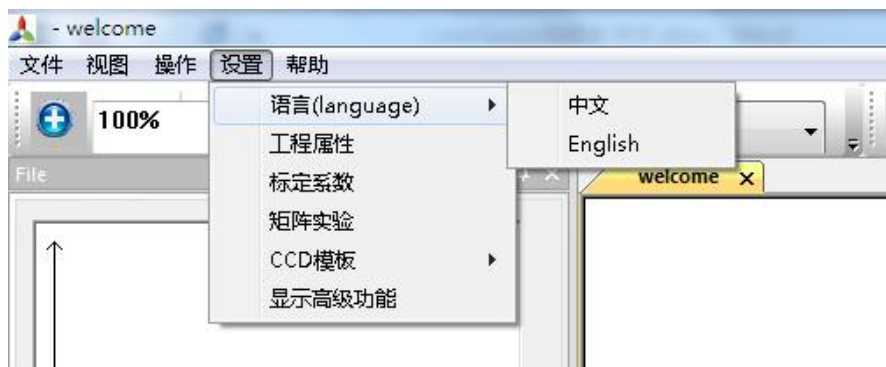 - welcome
文件 视图 操作 设置 帮助
100%
语言(language)
中文
English
工程属性
标定系数
矩阵实验
CCD模板
显示高级功能
File
welcome